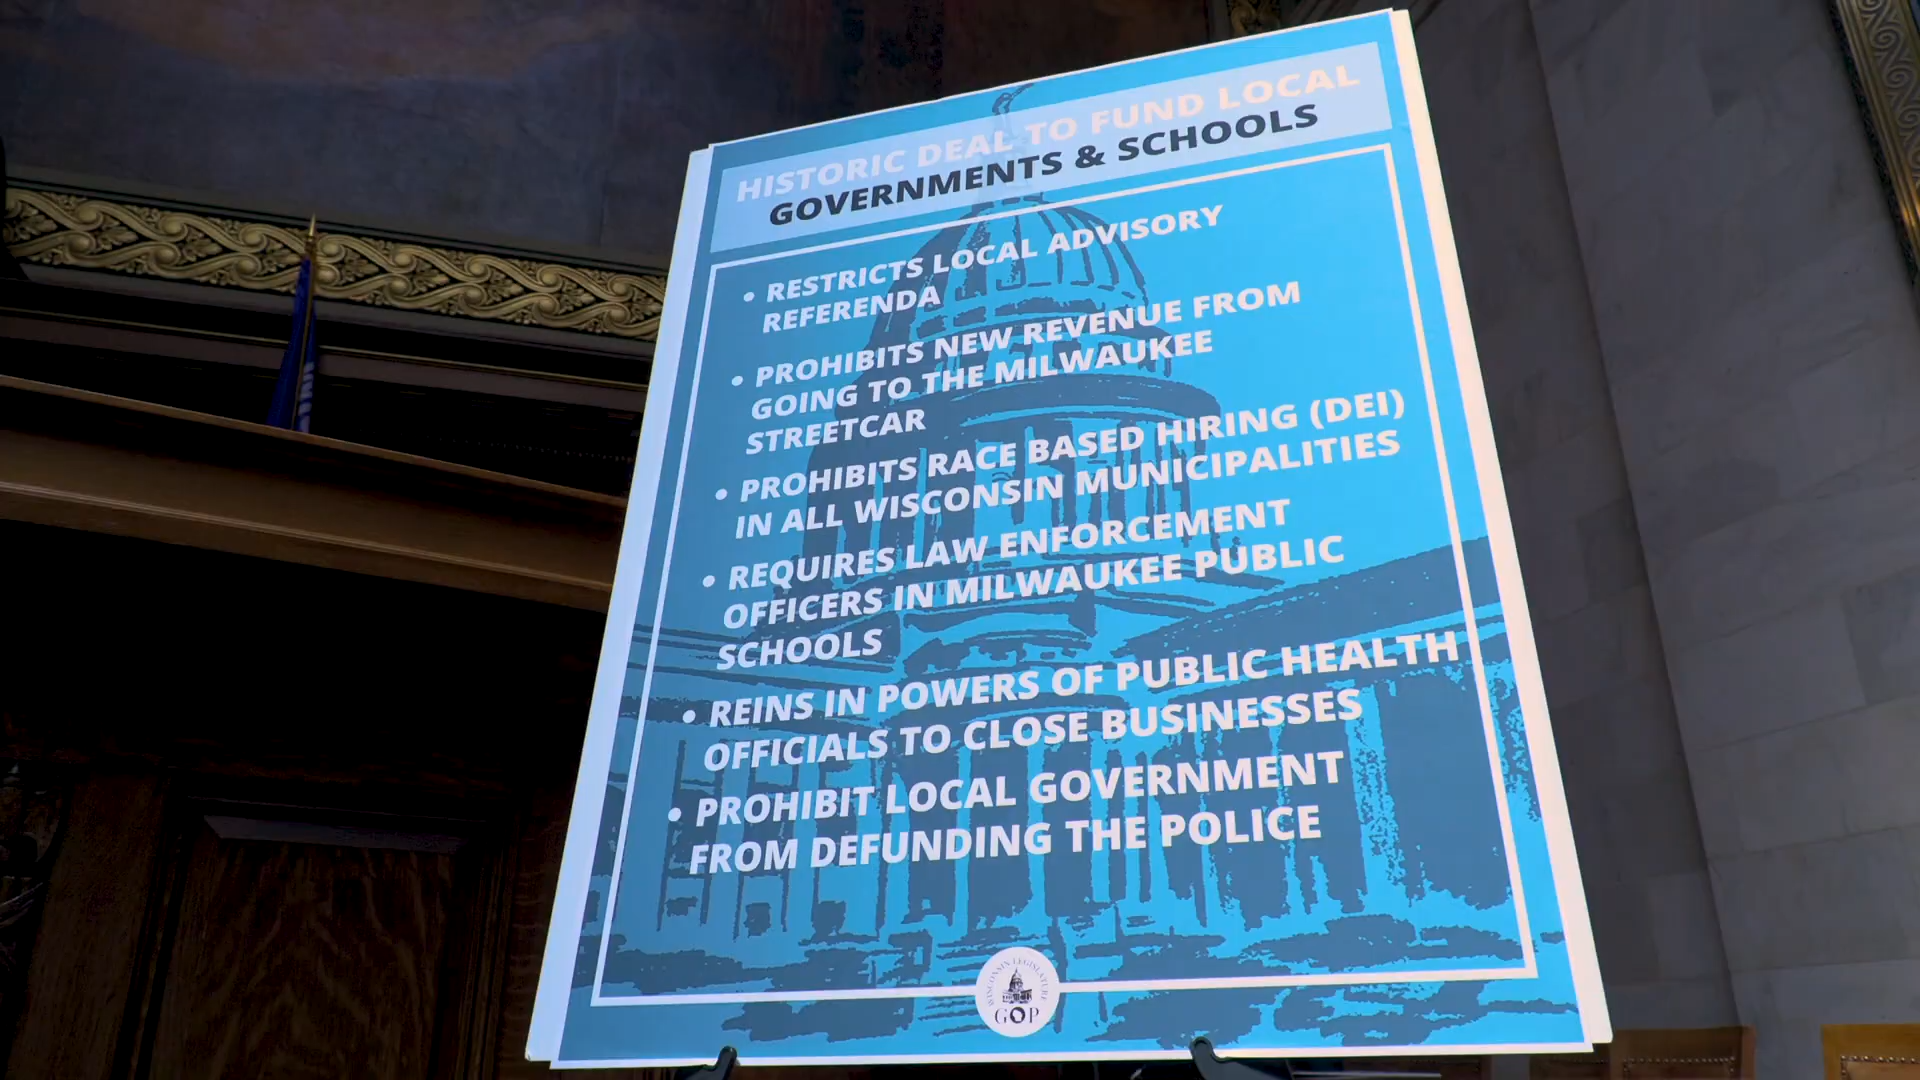 HISTORIC DEAL TO FUND LOCAL
GOVERNMENTS & SCHOOLS
• RESTRICTS LOCAL ADVISORY
REFERENDA
• PROHIBITS NEW REVENUE FROM
GOING TO THE MILWAUKEE
STREETCAR
• PROHIBITS RACE BASED HIRING (DEI)
IN ALL WISCONSIN MUNICIPALITIES
• REQUIRES LAW ENFORCEMENT
OFFICERS IN MILWAUKEE PUBLIC
SCHOOLS
• REINS IN POWERS OF PUBLIC HEALTH
OFFICIALS TO CLOSE BUSINESSES
• PROHIBIT LOCAL GOVERNMENT
FROM DEFUNDING THE POLICE
WISCONSIN LEGISLATURE
GOP